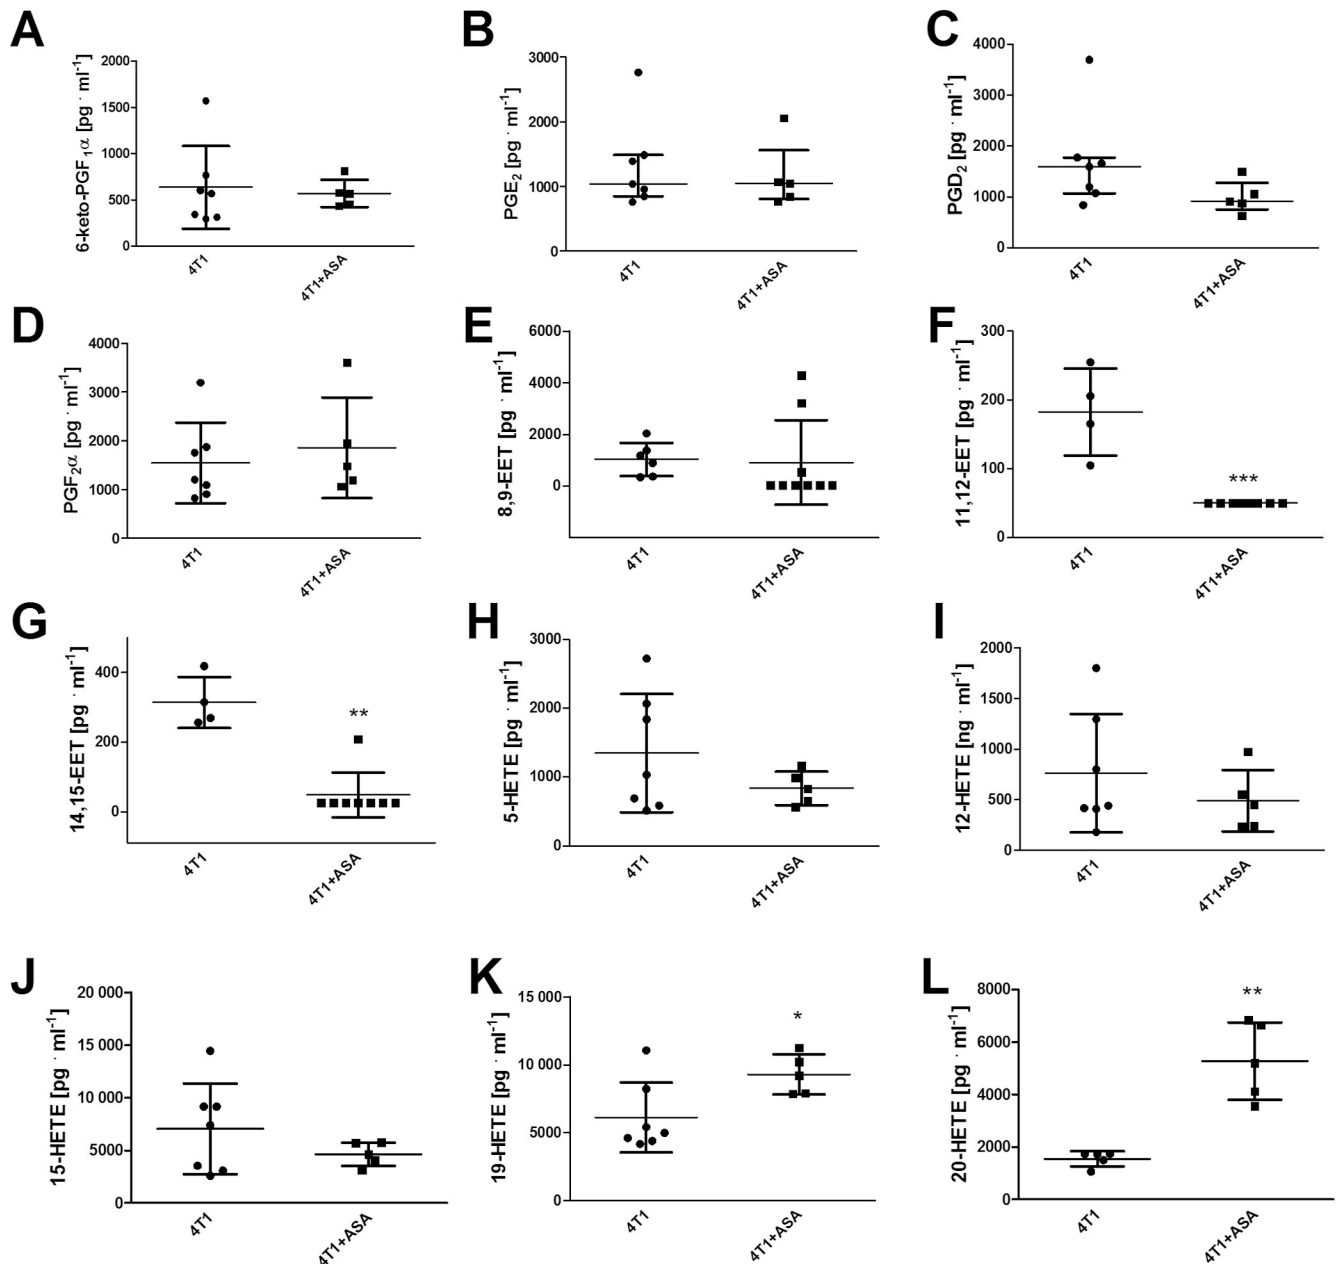 A
6-keto-PGF1α [pg · ml-1]
2000
1500
1000
500
0
4T1
4T1+ASA
B
PGE2 [pg · ml-1]
3000
2000
1000
0
4T1
4T1+ASA
C
PGD2 [pg · ml-1]
4000
3000
2000
1000
0
4T1
4T1+ASA
D
PGF2α [pg · ml-1]
4000
3000
2000
1000
0
4T1
4T1+ASA
E
8,9-EET [pg · ml-1]
6000
4000
2000
0
4T1
4T1+ASA
F
11,12-EET [pg · ml-1]
300
200
100
0
***
4T1
4T1+ASA
G
14,15-EET [pg · ml-1]
400
200
0
**
4T1
4T1+ASA
H
5-HETE [pg · ml-1]
3000
2000
1000
0
4T1
4T1+ASA
I
12-HETE [ng · ml-1]
2000
1500
1000
500
0
4T1
4T1+ASA
J
15-HETE [pg · ml-1]
20 000
15 000
10 000
5000
0
4T1
4T1+ASA
K
19-HETE [pg · ml-1]
15 000
10 000
5000
0
*
4T1
4T1+ASA
L
20-HETE [pg · ml-1]
8000
6000
4000
2000
0
**
4T1
4T1+ASA